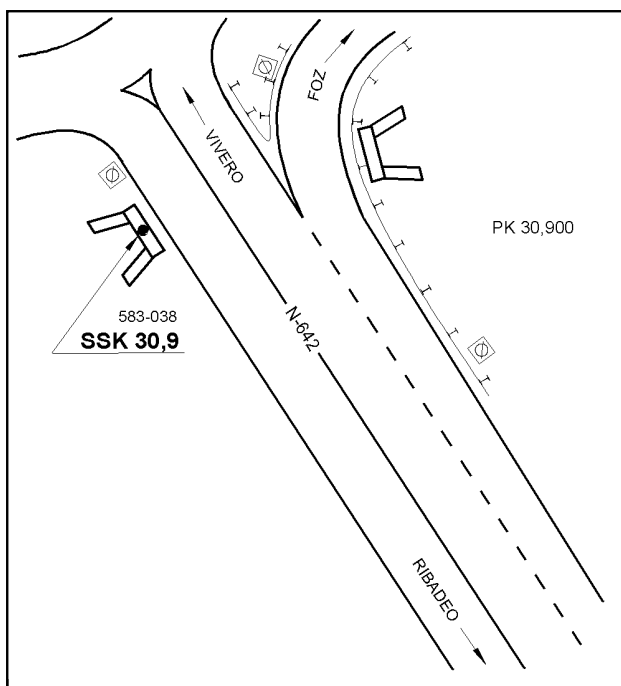 FOZ
VIVERO
PK 30,900
583-038
SSK 30,9
N-642
RIBADEO